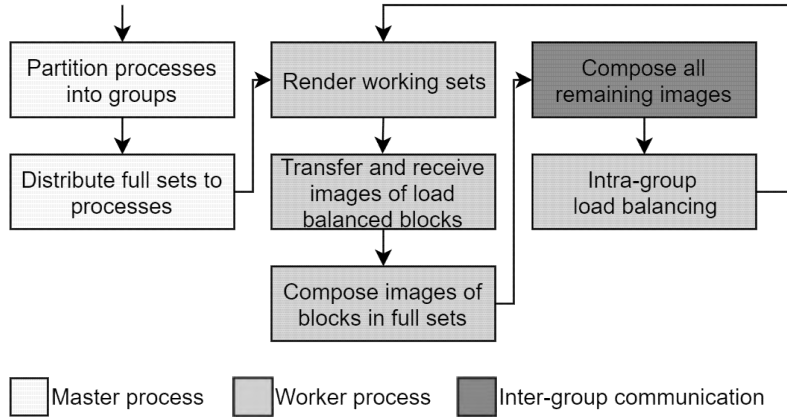 Partition processes
into groups
Distribute full sets to
processes
Render working sets
Transfer and receive
images of load
balanced blocks
Compose images of
blocks in full sets
Compose all
remaining images
Intra-group
load balancing
Master process
Worker process
Inter-group communication